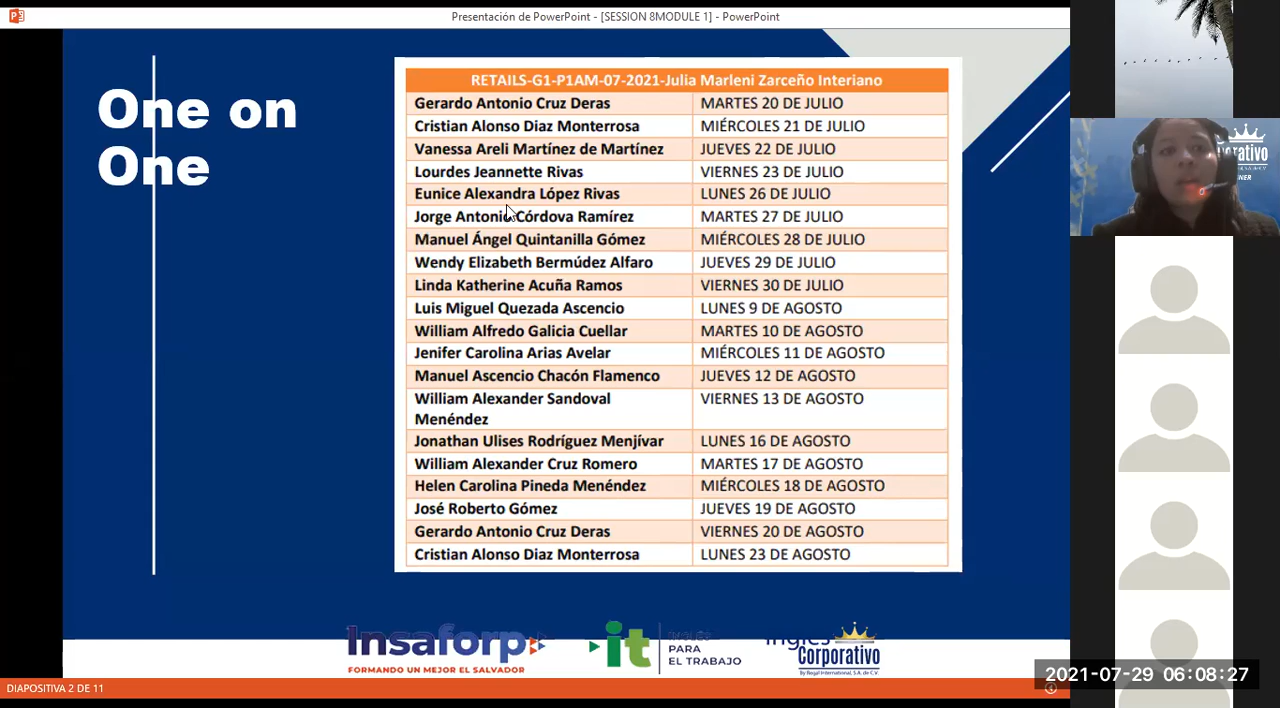 Presentación de PowerPoint - [SESSION 8MODULE 1] - PowerPoint
One on
One
RETAILS-G1-P1AM-07-2021-Julia Marleni Zarceño Interiano
Gerardo Antonio Cruz Deras MARTES 20 DE JULIO
Cristian Alonso Diaz Monterrosa MIÉRCOLES 21 DE JULIO
Vanessa Areli Martínez de Martínez JUEVES 22 DE JULIO
Lourdes Jeannette Rivas VIERNES 23 DE JULIO
Eunice Alexandra López Rivas LUNES 26 DE JULIO
Jorge Antonio Córdova Ramírez MARTES 27 DE JULIO
Manuel Ángel Quintanilla Gómez MIÉRCOLES 28 DE JULIO
Wendy Elizabeth Bermúdez Alfaro JUEVES 29 DE JULIO
Linda Katherine Acuña Ramos VIERNES 30 DE JULIO
Luis Miguel Quezada Ascencio LUNES 9 DE AGOSTO
William Alfredo Galicia Cuellar MARTES 10 DE AGOSTO
Jenifer Carolina Arias Avelar MIÉRCOLES 11 DE AGOSTO
Manuel Ascencio Chacón Flamenco JUEVES 12 DE AGOSTO
William Alexander Sandoval VIERNES 13 DE AGOSTO
Menéndez
Jonathan Ulises Rodríguez Menjívar LUNES 16 DE AGOSTO
William Alexander Cruz Romero MARTES 17 DE AGOSTO
Helen Carolina Pineda Menéndez MIÉRCOLES 18 DE AGOSTO
José Roberto Gómez JUEVES 19 DE AGOSTO
Gerardo Antonio Cruz Deras VIERNES 20 DE AGOSTO
Cristian Alonso Diaz Monterrosa LUNES 23 DE AGOSTO
Insaforp
FORMANDO UN MEJOR EL SALVADOR
it
INGLÉS
PARA
EL TRABAJO
Inglés
Corporativo
by Regal International, S.A. de C.V.
DIAPOSITIVA 2 DE 11
2021-07-29 06:08:27